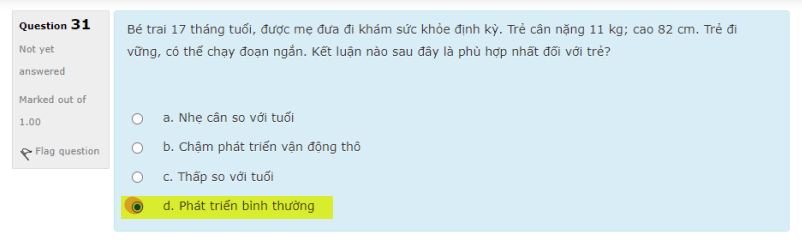 Question 31
Not yet
answered
Marked out of
1.00
Flag question
Bé trai 17 tháng tuổi, được mẹ đưa đi khám sức khỏe định kỳ. Trẻ cân nặng 11 kg; cao 82 cm. Trẻ đi
vững, có thể chạy đoạn ngắn. Kết luận nào sau đây là phù hợp nhất đối với trẻ?
a. Nhẹ cân so với tuổi
b. Chậm phát triển vận động thô
c. Thấp so với tuổi
d. Phát triển bình thường